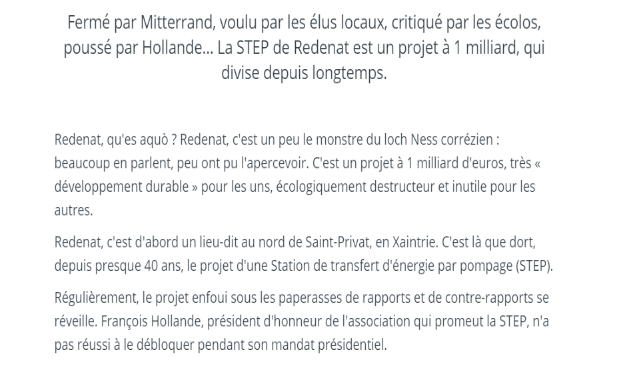 Fermé par Mitterrand, voulu par les élus locaux, critiqué par les écolos,
poussé par Hollande... La STEP de Redenat est un projet à 1 milliard, qui
divise depuis longtemps.
Redenat, qu'es aquò ? Redenat, c'est un peu le monstre du loch Ness corrézien :
beaucoup en parlent, peu ont pu l'apercevoir. C'est un projet à 1 milliard d'euros, très «
développement durable » pour les uns, écologiquement destructeur et inutile pour les
autres.
Redenat, c'est d'abord un lieu-dit au nord de Saint-Privat, en Xaintrie. C'est là que dort,
depuis presque 40 ans, le projet d'une Station de transfert d'énergie par pompage (STEP).
Régulièrement, le projet enfoui sous les paperasses de rapports et de contre-rapports se
réveille. François Hollande, président d'honneur de l'association qui promeut la STEP, n'a
pas réussi à le débloquer pendant son mandat présidentiel.